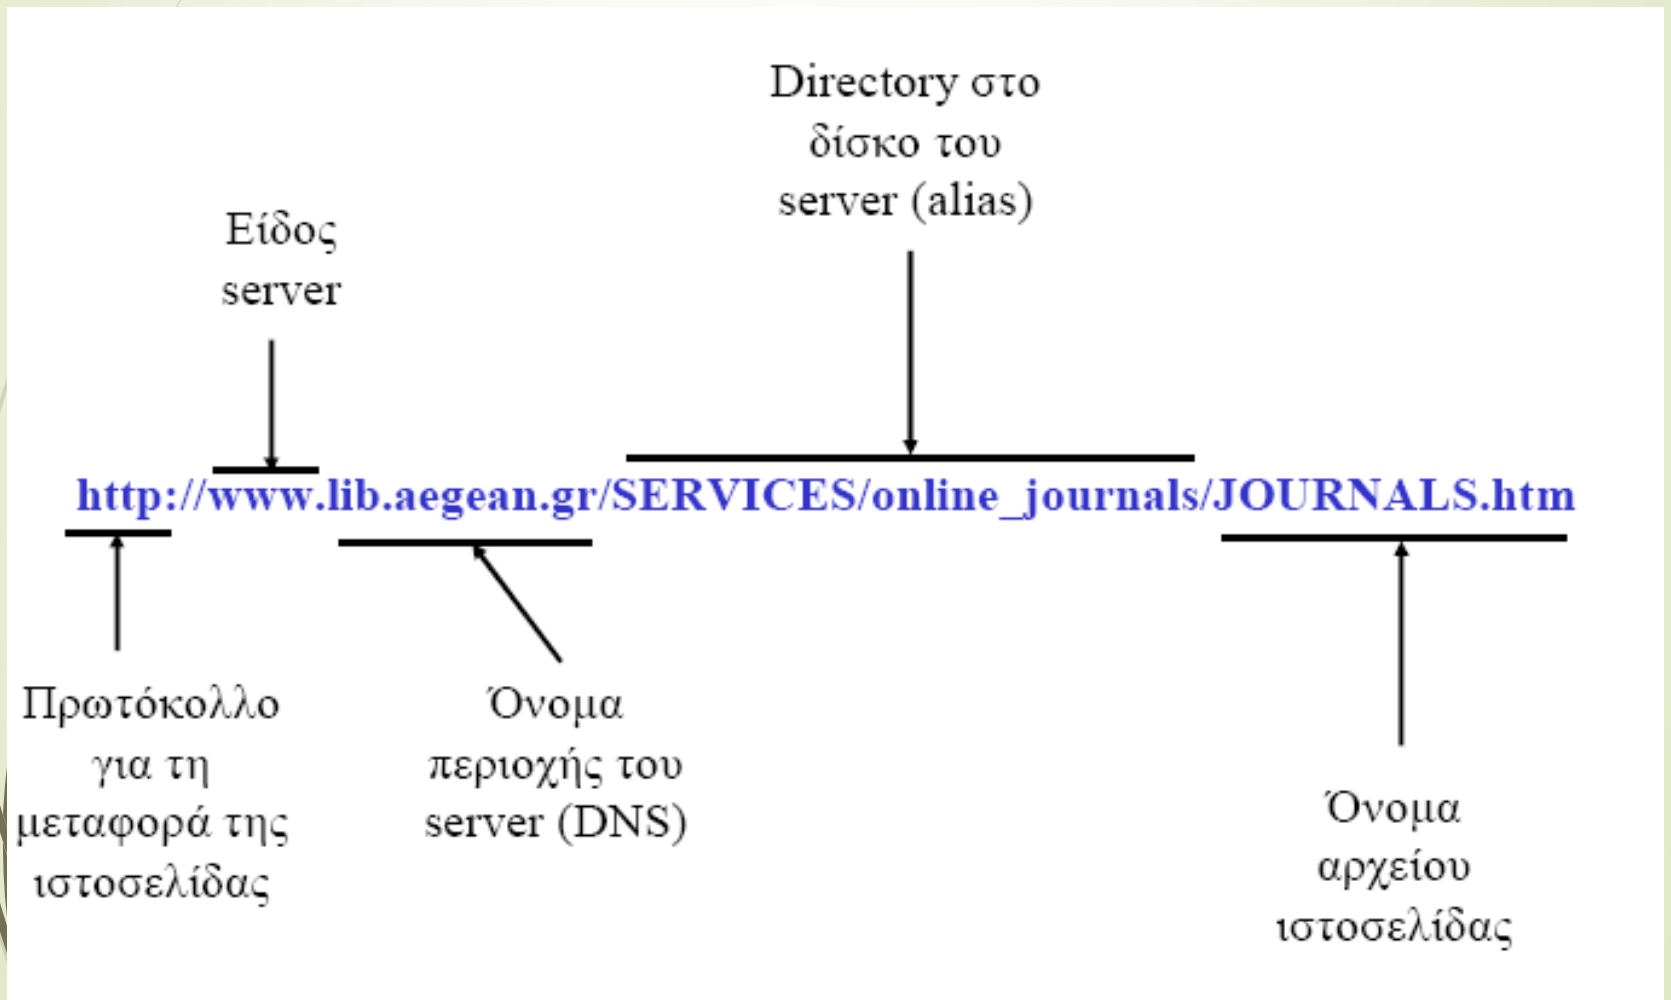 Directory στο
δίσκο του
server (alias)
Είδος
server
http://www.lib.aegean.gr/SERVICES/online_journals/JOURNALS.htm
Πρωτόκολλο
για τη
μεταφορά της
ιστοσελίδας
Όνομα
περιοχής του
server (DNS)
Όνομα
αρχείου
ιστοσελίδας